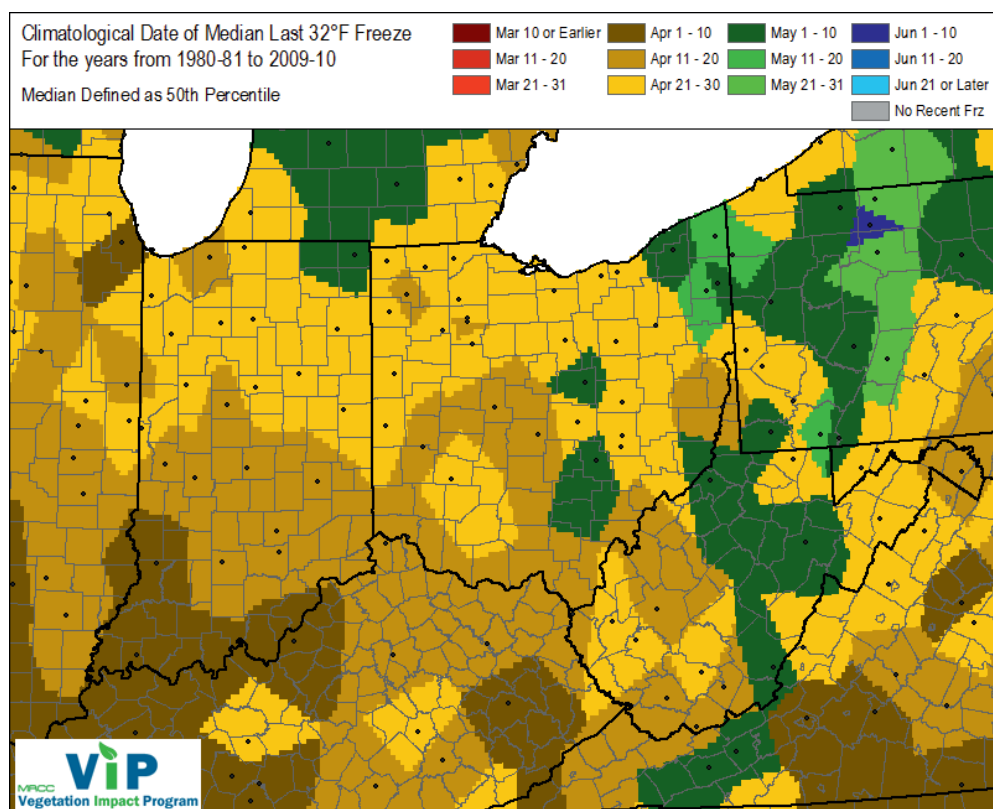 Climatological Date of Median Last 32°F Freeze
For the years from 1980-81 to 2009-10
Median Defined as 50th Percentile
Mar 10 or Earlier
Mar 11 - 20
Mar 21 - 31
Apr 1 - 10
Apr 11 - 20
Apr 21 - 30
May 1 - 10
May 11 - 20
May 21 - 31
Jun 1 - 10
Jun 11 - 20
Jun 21 or Later
No Recent Frz
MRCC
ViP
Vegetation Impact Program